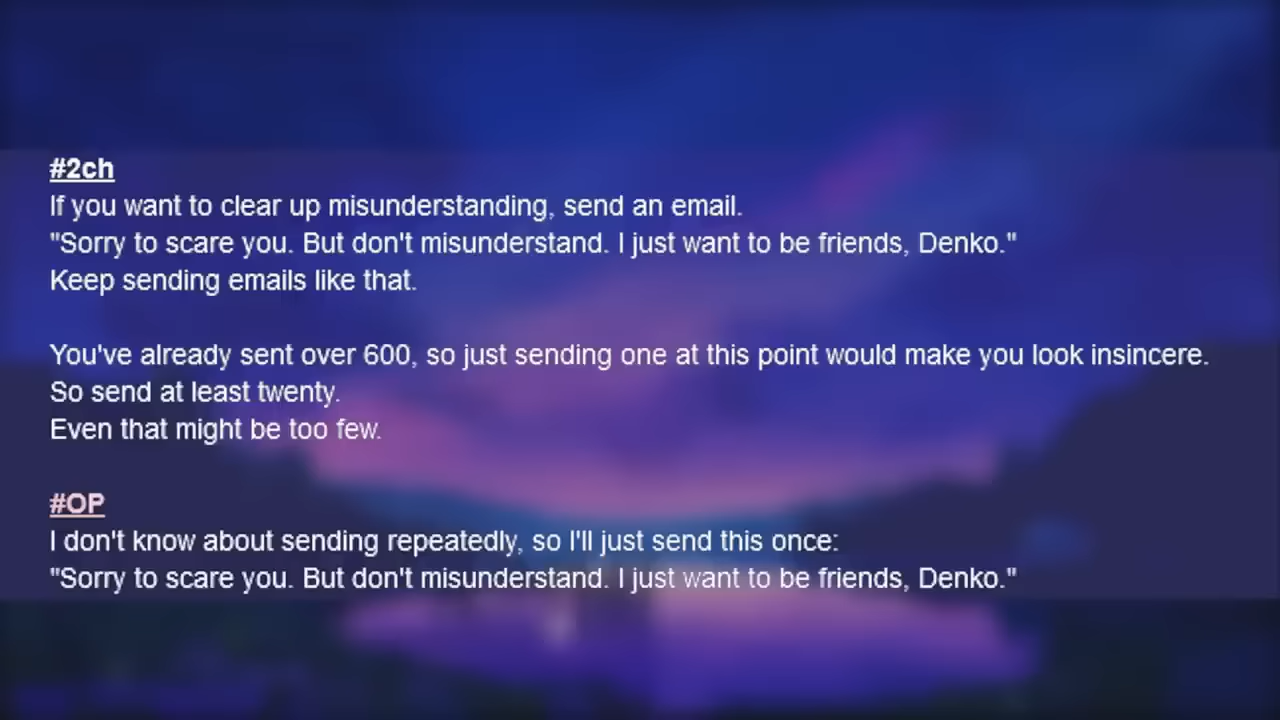 #2ch
If you want to clear up misunderstanding, send an email.
"Sorry to scare you. But don't misunderstand. I just want to be friends, Denko."
Keep sending emails like that.
You've already sent over 600, so just sending one at this point would make you look insincere.
So send at least twenty.
Even that might be too few.
#OP
I don't know about sending repeatedly, so I'll just send this once:
"Sorry to scare you. But don't misunderstand. I just want to be friends, Denko."